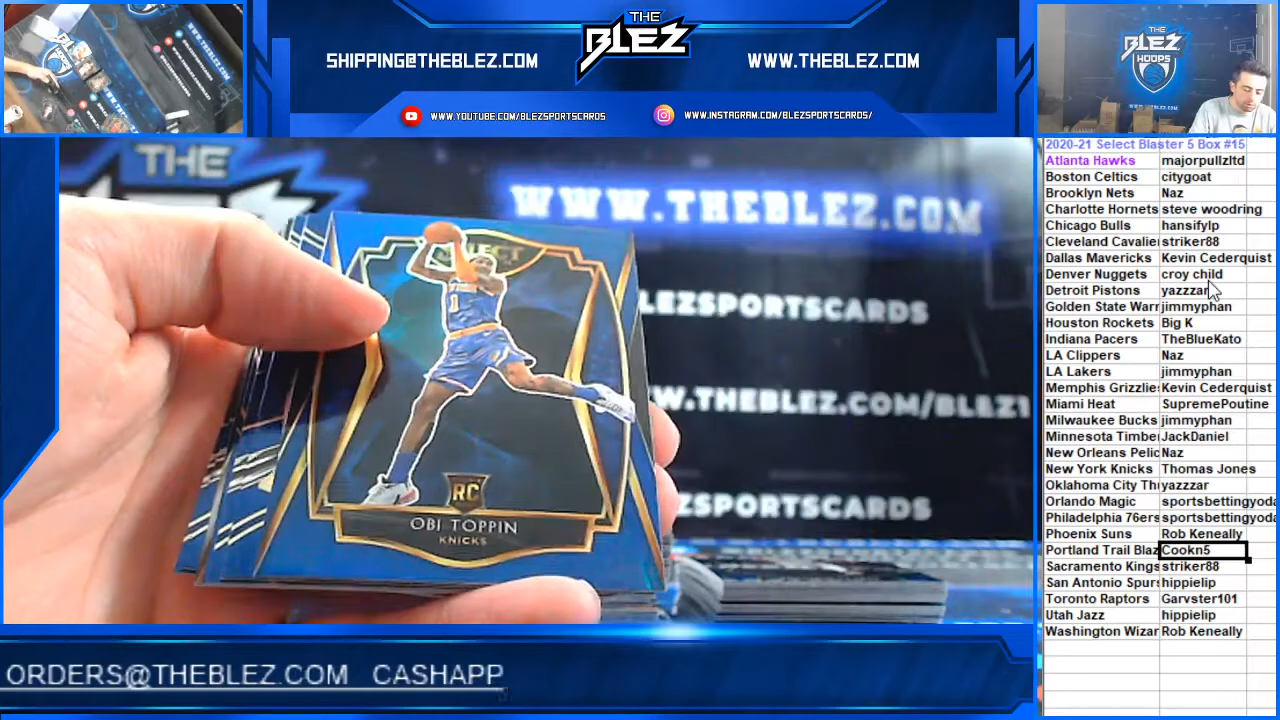 SHIPPING@THEBLEZ.COM
THE
BLEZ
WWW.THEBLEZ.COM
WWW.YOUTUBE.COM/BLEZSPORTSCARDS
WWW.INSTAGRAM.COM/BLEZSPORTSCARDS/
THE
BLEZ
HOOPS
THE
WWW.THEBLEZ.COM
BLEZSPORTSCARDS
W.THEBLEZ.COM/BLEZ1
SPORTSCARDS
SELECT
1
RC
OBI TOPPIN
KNICKS
2020-21 Select Blaster 5 Box #15
Atlanta Hawks majorpullzltd
Boston Celtics citygoat
Brooklyn Nets Naz
Charlotte Hornets steve woodring
Chicago Bulls hansifylp
Cleveland Cavalie striker88
Dallas Mavericks Kevin Cederquist
Denver Nuggets croy child
Detroit Pistons yazzzar
Golden State Warr jimmyphan
Houston Rockets Big K
Indiana Pacers TheBlueKato
LA Clippers Naz
LA Lakers jimmyphan
Memphis Grizzlie Kevin Cederquist
Miami Heat SupremePoutine
Milwaukee Bucks jimmyphan
Minnesota Timbe JackDaniel
New Orleans Pelic Naz
New York Knicks Thomas Jones
Oklahoma City Thu yazzzar
Orlando Magic sportsbettingyoda
Philadelphia 76ers sportsbettingyoda
Phoenix Suns Rob Keneally
Portland Trail Blaz Cookn5
Sacramento Kings striker88
San Antonio Spurs hippielip
Toronto Raptors Garvster101
Utah Jazz hippielip
Washington Wizar Rob Keneally
ORDERS@THEBLEZ.COM CASHAPP